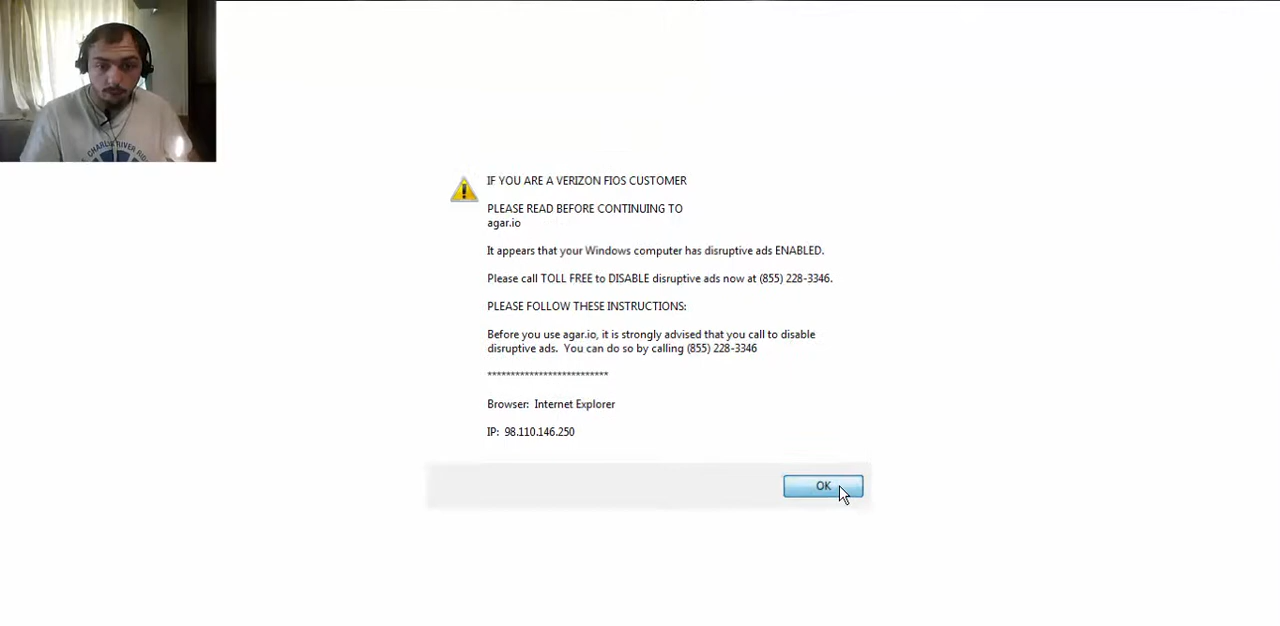 IF YOU ARE A VERIZON FIOS CUSTOMER
PLEASE READ BEFORE CONTINUING TO
agar.io
It appears that your Windows computer has disruptive ads ENABLED.
Please call TOLL FREE to DISABLE disruptive ads now at (855) 228-3346.
PLEASE FOLLOW THESE INSTRUCTIONS:
Before you use agar.io, it is strongly advised that you call to disable
disruptive ads.  You can do so by calling (855) 228-3346
**************************
Browser:  Internet Explorer
IP:  98.110.146.250
OK
CHARLIE RIVER